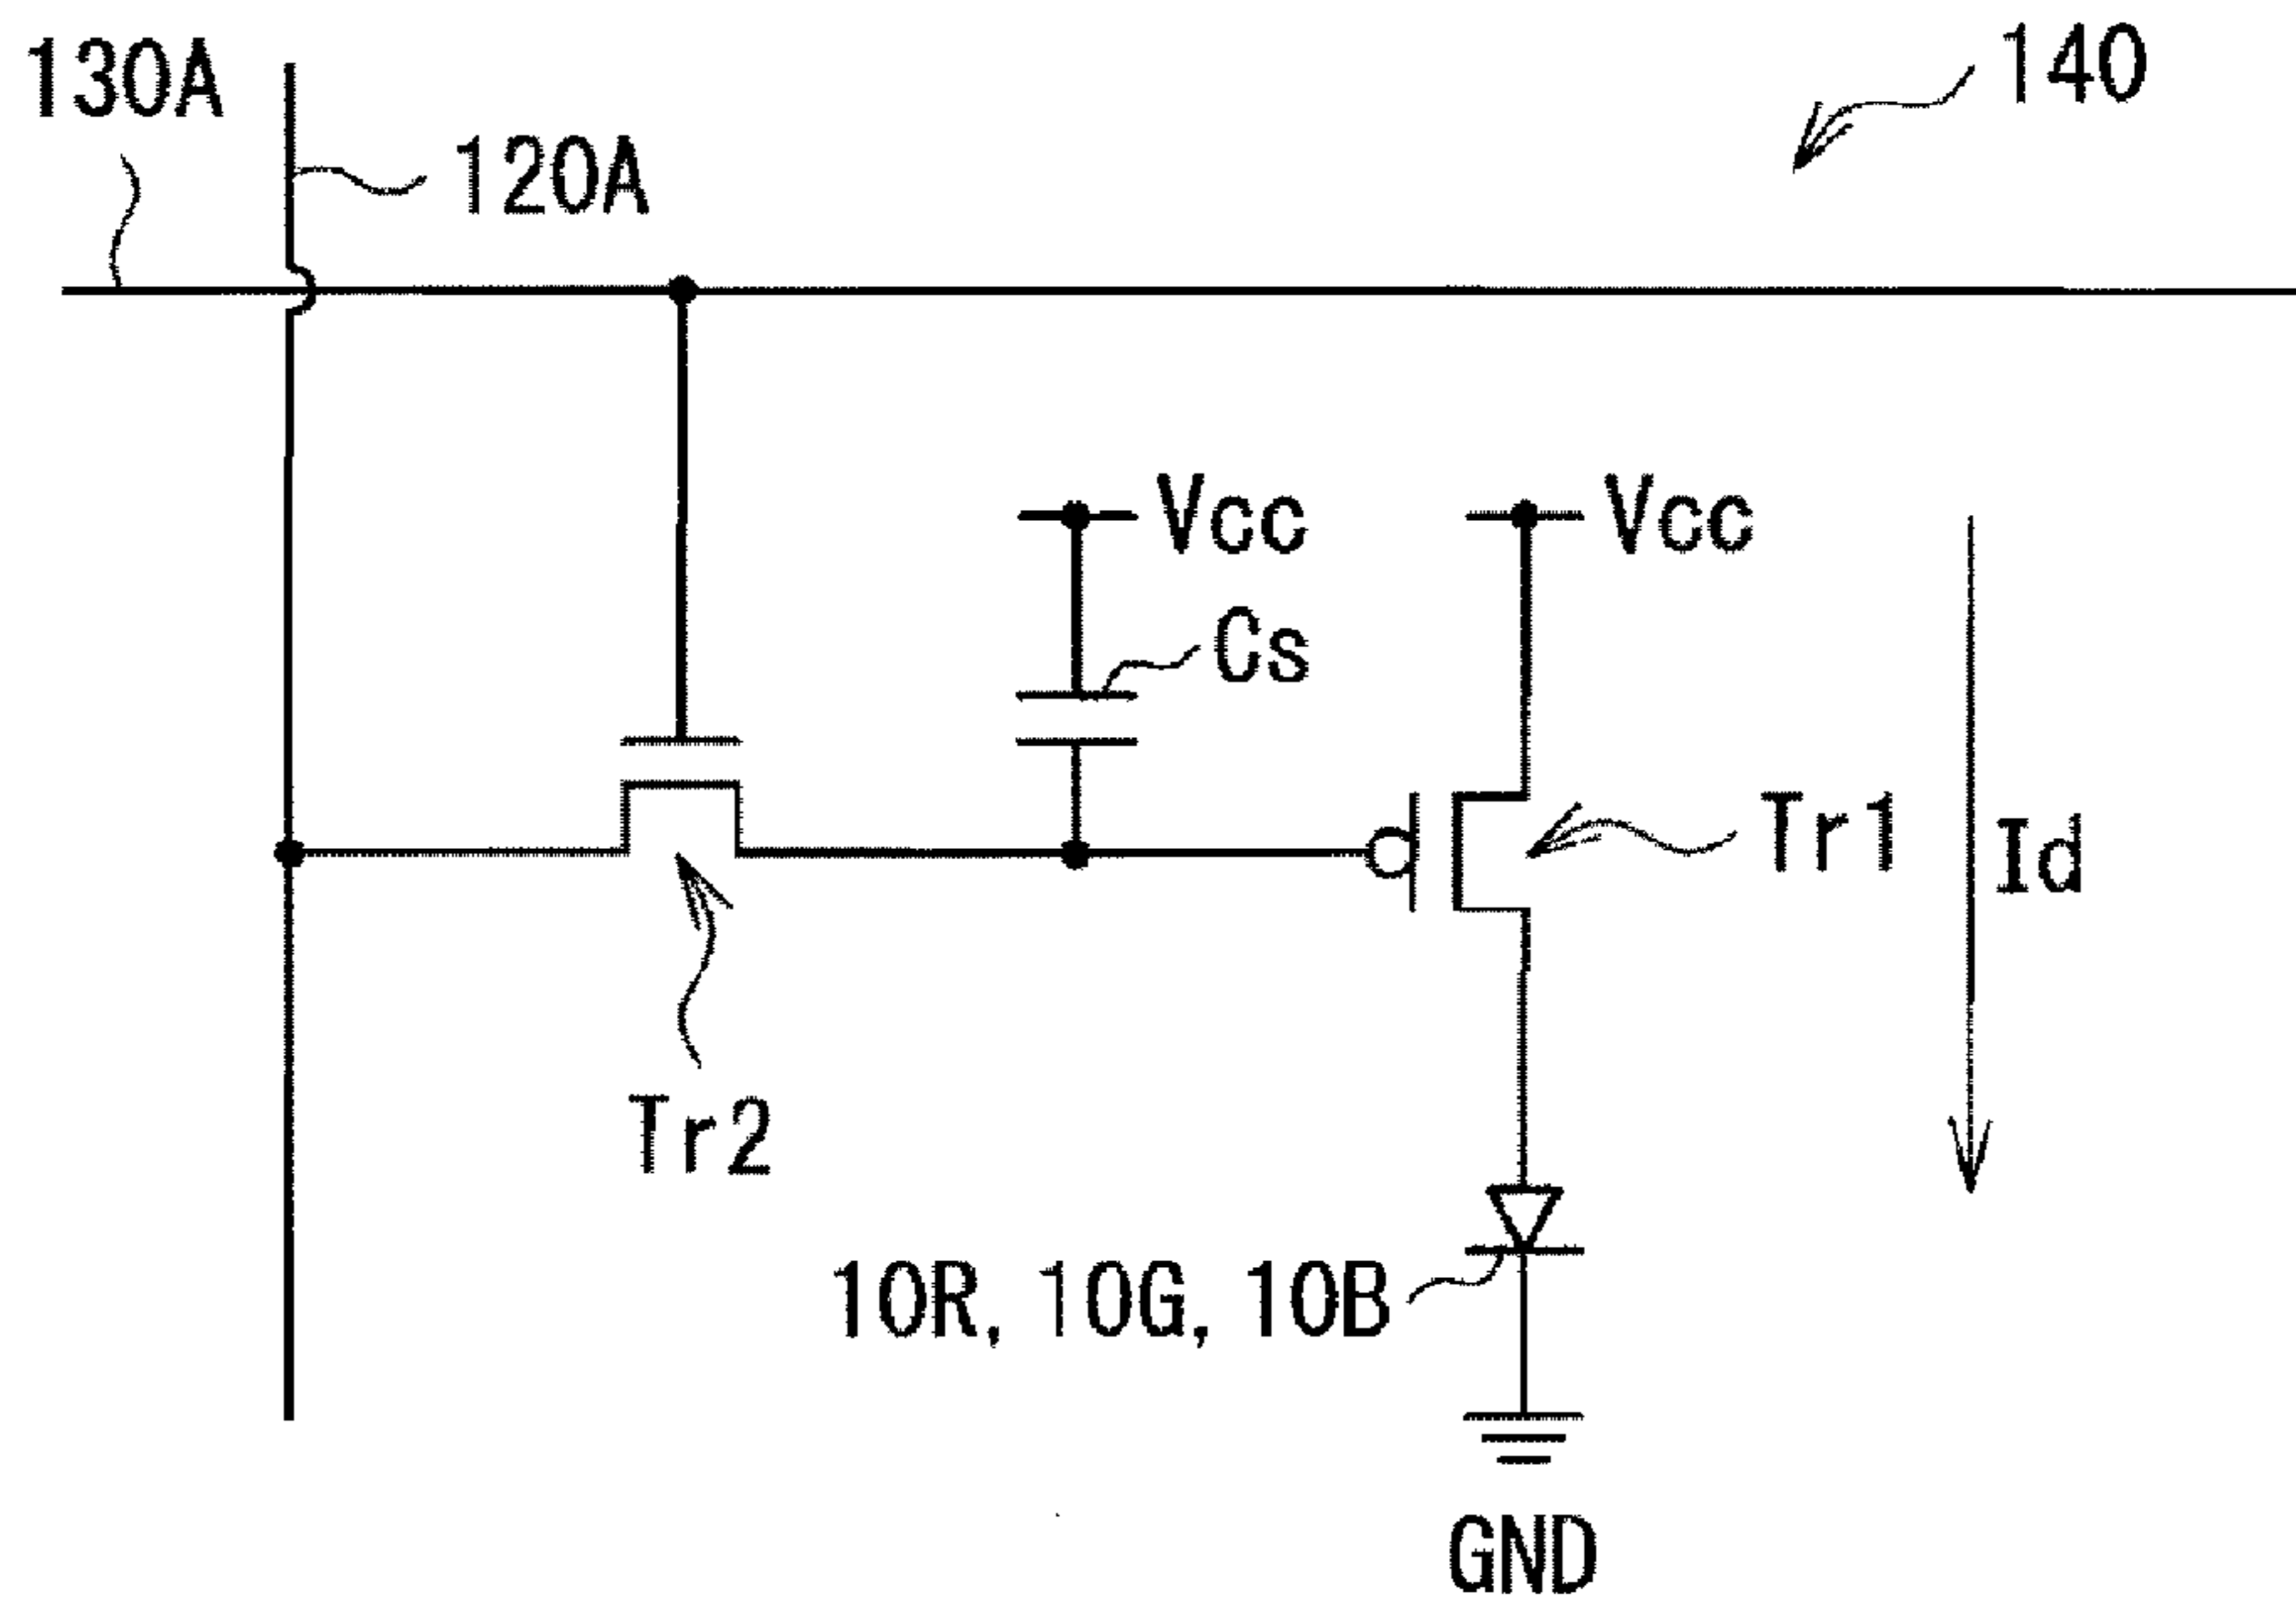 130A
140
120A
Vcc
Vcc
Cs
Tr1
Id
Tr2
10R, 10G, 10B
GND